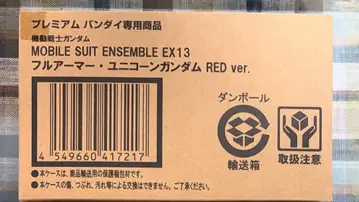 プレミアム バンダイ専用商品
機動戦士ガンダム
MOBILE SUIT ENSEMBLE EX13
フルアーマー・ユニコーンガンダム RED ver.
4 549660 417217
ダンボール
輸送箱
取扱注意
●本ケースは、商品輸送用の保護梱包材です。
●ケースの傷、つぶれ、汚れ等による交換はできません。ご了承ください。